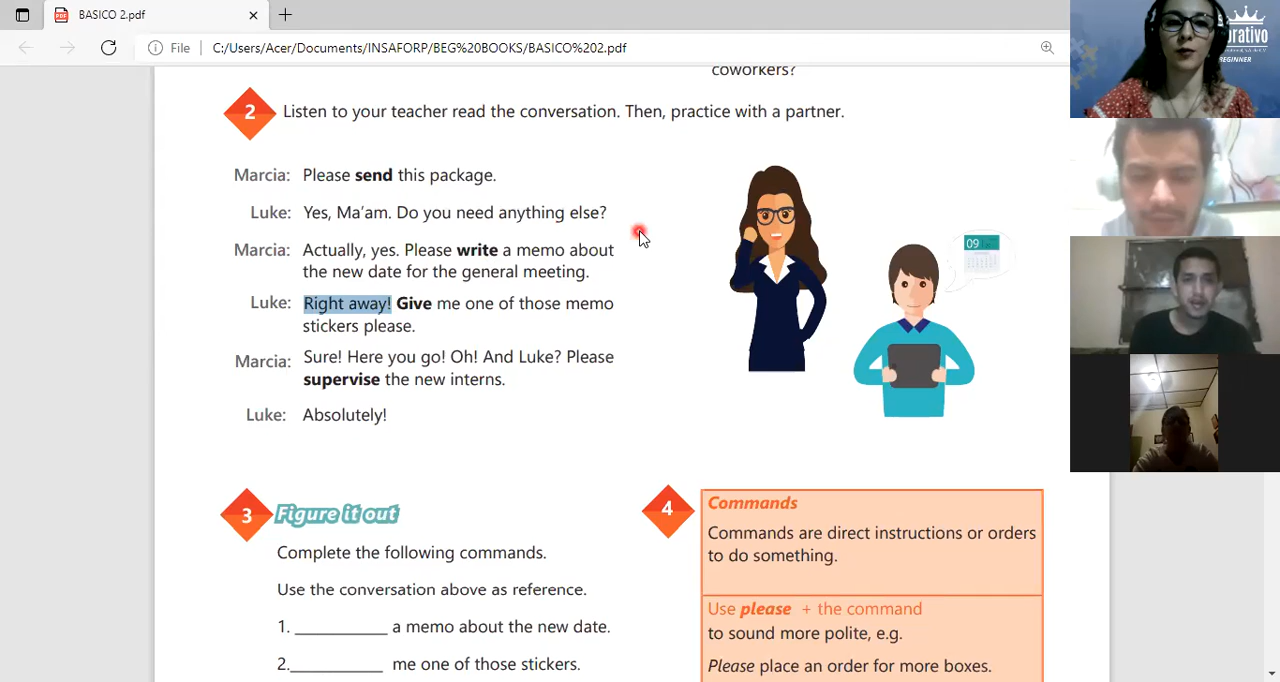 BASICO 2.pdf
File
C:/Users/Acer/Documents/INSAFORP/BEG%20BOOKS/BASICO%202.pdf
coworkers?
2 Listen to your teacher read the conversation. Then, practice with a partner.
Marcia: Please send this package.
Luke: Yes, Ma'am. Do you need anything else?
Marcia: Actually, yes. Please write a memo about
the new date for the general meeting.
Luke: Right away! Give me one of those memo
stickers please.
Marcia: Sure! Here you go! Oh! And Luke? Please
supervise the new interns.
Luke: Absolutely!
09
3 Figure it out
Complete the following commands.
Use the conversation above as reference.
1. __________ a memo about the new date.
2.__________ me one of those stickers.
4 Commands
Commands are direct instructions or orders
to do something.
Use please + the command
to sound more polite, e.g.
Please place an order for more boxes.
BEGINNER